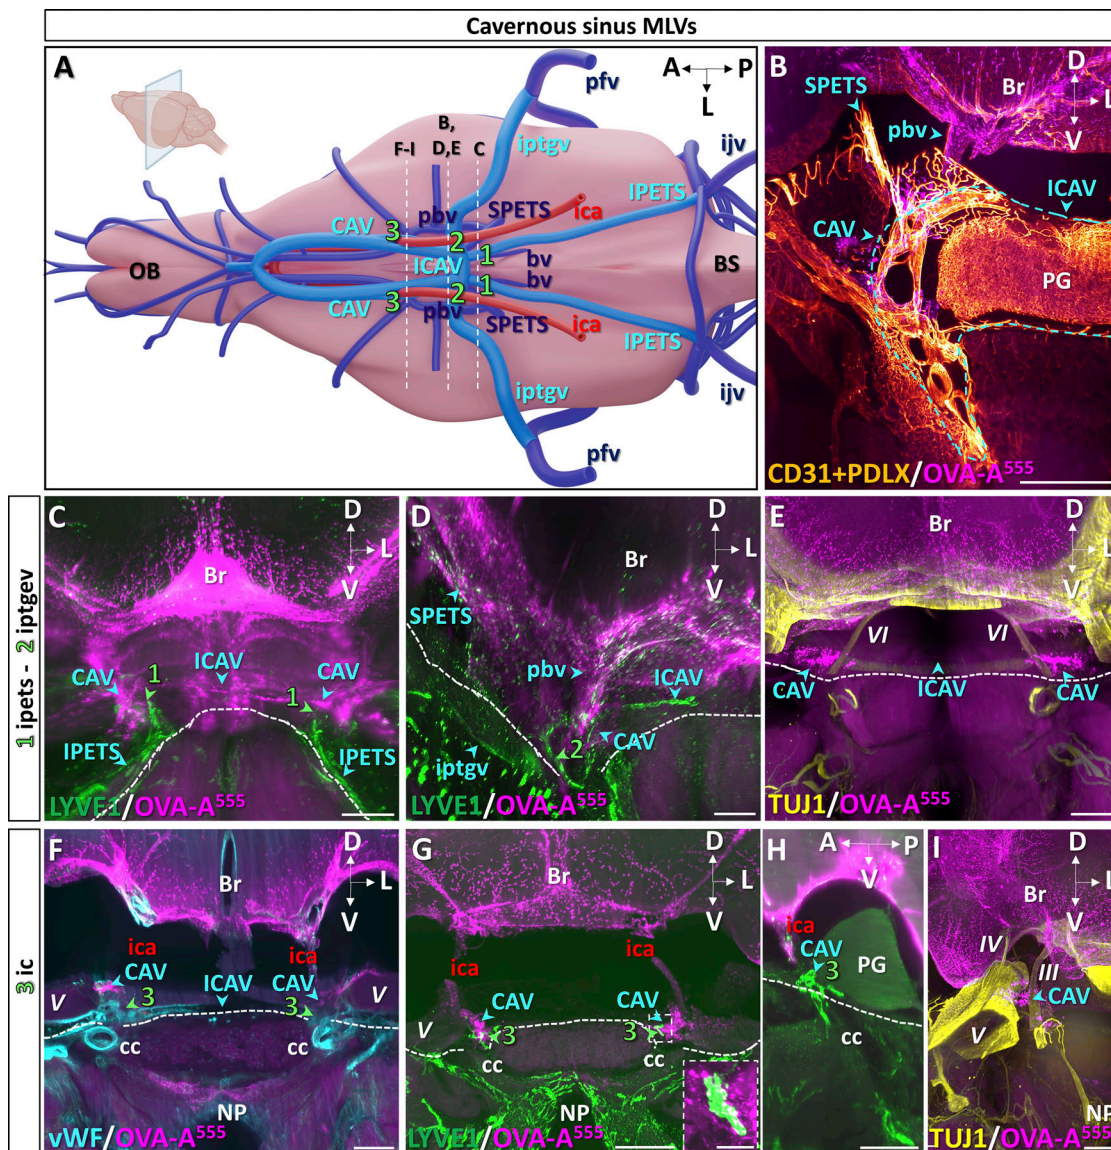 Cavernous sinus MLVs
A
A P
L
pfv
iptgv
ijv
B,
D,E
F-I
C
pbv
SPETS
ica
IPETS
CAV
3
2
1
OB
ICAV
bv
bv
BS
CAV
3
2
1
pbv
SPETS
ica
IPETS
iptgv
ijv
pfv
B
D
L
V
SPETS
Br
pbv
ICAV
CAV
PG
CD31+PDLX/OVA-A555
1 ipets - 2 iptgev
C
D
L
V
Br
ICAV
CAV
1
1
CAV
IPETS
IPETS
LYVE1/OVA-A555
D
D
L
V
Br
SPETS
pbv
ICAV
2
CAV
iptgv
LYVE1/OVA-A555
E
D
L
V
Br
VI
VI
CAV
ICAV
CAV
TUJ1/OVA-A555
3 ic
F
D
L
V
Br
ica
ica
CAV
ICAV
CAV
V
3
3
V
cc
cc
NP
vWF/OVA-A555
G
D
L
V
Br
ica
ica
CAV
CAV
V
3
3
cc
cc
NP
LYVE1/OVA-A555
H
A P
V
ica
CAV
3
PG
cc
I
D
L
V
Br
IV
III
CAV
V
NP
TUJ1/OVA-A555